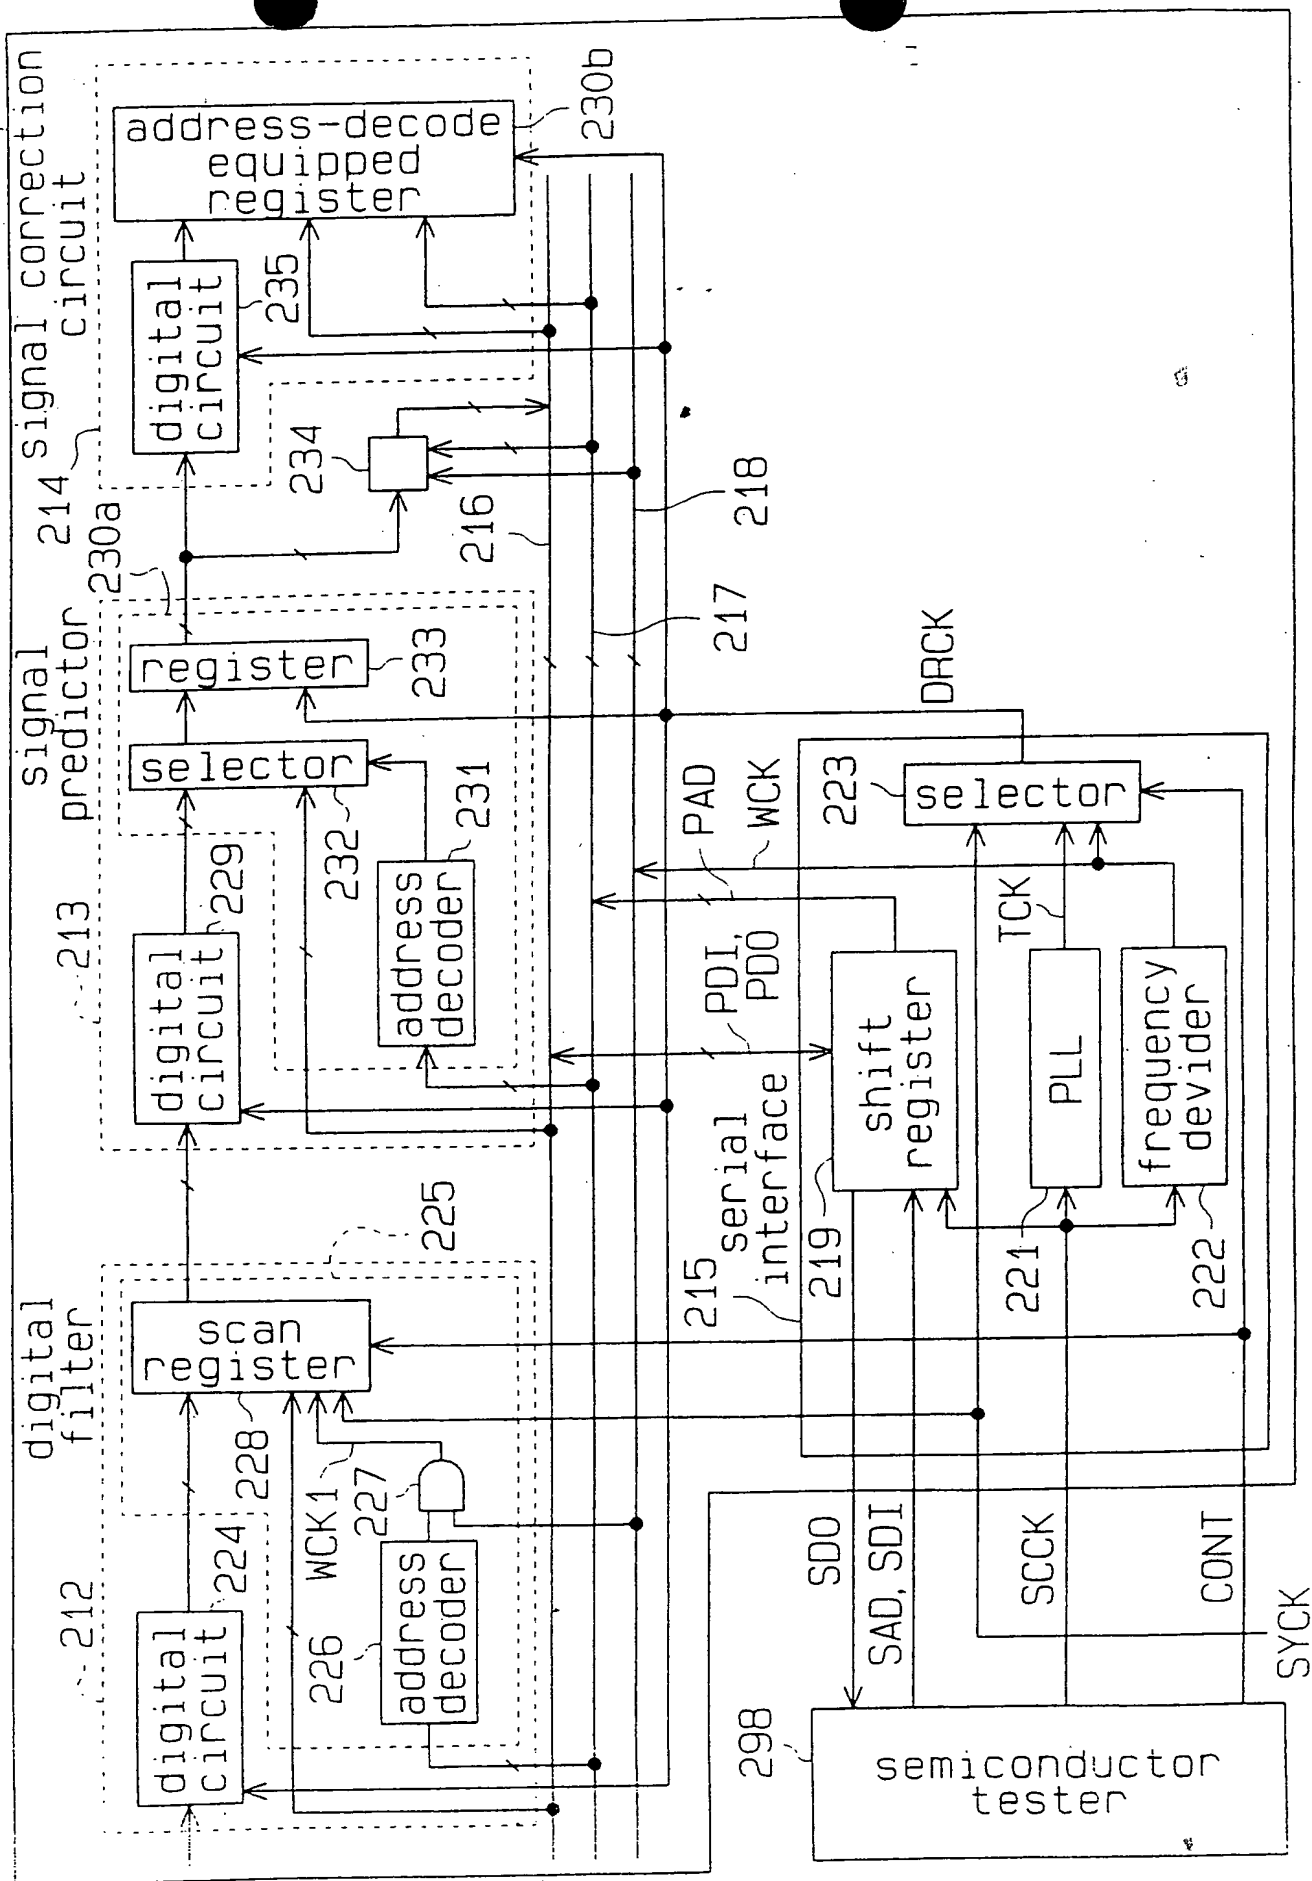 digital
filter
212
digital
circuit
224
scan
register
228
225
WCK1
227
226
address
decoder
signal
predictor
213
digital
circuit
229
selector
232
register
233
230a
address
decoder
231
214
signal correction
circuit
digital
circuit
235
address-decode
equipped
register
230b
234
216
217
218
215
serial
interface
219
shift
register
PDI,
PDO
PAD
WCK
DRCK
223
selector
TCK
221
PLL
222
frequency
devider
SDO
SAD, SDI
SCCK
CONT
SYCK
298
semiconductor
tester